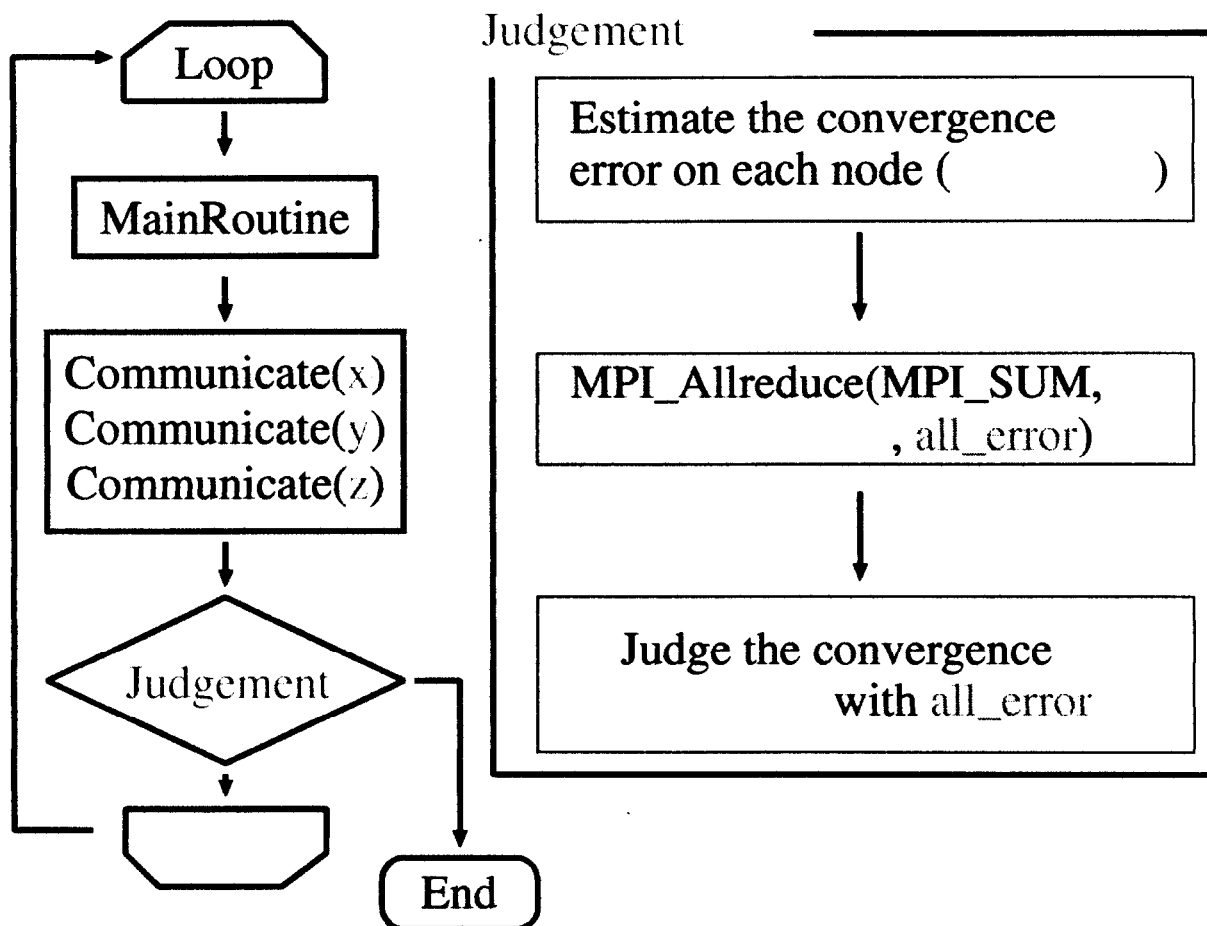 Loop
MainRoutine
Communicate(x)
Communicate(y)
Communicate(z)
Judgement
End
Judgement
Estimate the convergence
error on each node ( )
MPI_Allreduce(MPI_SUM,
, all_error)
Judge the convergence
with all_error